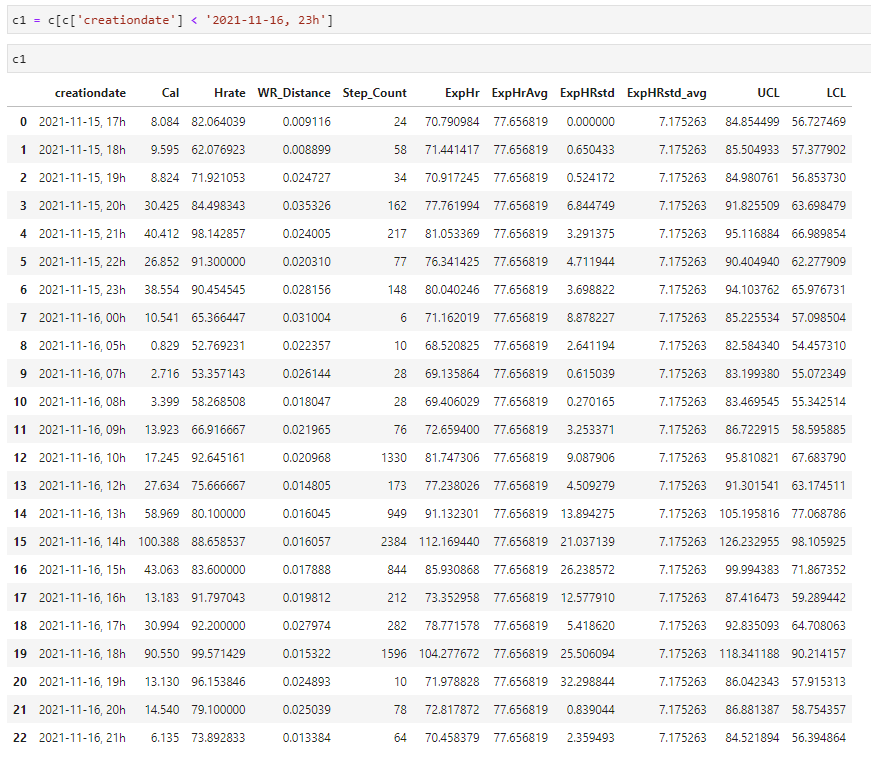 c1 = c[c['creationdate'] < '2021-11-16, 23h']
c1
creationdate Cal Hrate WR_Distance Step_Count ExpHr ExpHrAvg ExpHRstd ExpHRstd_avg UCL LCL
0 2021-11-15, 17h 8.084 82.064039 0.009116 24 70.790984 77.656819 0.000000 7.175263 84.854499 56.727469
1 2021-11-15, 18h 9.595 62.076923 0.008899 58 71.441417 77.656819 0.650433 7.175263 85.504933 57.377902
2 2021-11-15, 19h 8.824 71.921053 0.024727 34 70.917245 77.656819 0.524172 7.175263 84.980761 56.853730
3 2021-11-15, 20h 30.425 84.498343 0.035326 162 77.761994 77.656819 6.844749 7.175263 91.825509 63.698479
4 2021-11-15, 21h 40.412 98.142857 0.024005 217 81.053369 77.656819 3.291375 7.175263 95.116884 66.989854
5 2021-11-15, 22h 26.852 91.300000 0.020310 77 76.341425 77.656819 4.711944 7.175263 90.404940 62.277909
6 2021-11-15, 23h 38.554 90.454545 0.028156 148 80.040246 77.656819 3.698822 7.175263 94.103762 65.976731
7 2021-11-16, 00h 10.541 65.366447 0.031004 6 71.162019 77.656819 8.878227 7.175263 85.225534 57.098504
8 2021-11-16, 05h 0.829 52.769231 0.022357 10 68.520825 77.656819 2.641194 7.175263 82.584340 54.457310
9 2021-11-16, 07h 2.716 53.357143 0.026144 28 69.135864 77.656819 0.615039 7.175263 83.199380 55.072349
10 2021-11-16, 08h 3.399 58.268508 0.018047 28 69.406029 77.656819 0.270165 7.175263 83.469545 55.342514
11 2021-11-16, 09h 13.923 66.916667 0.021965 76 72.659400 77.656819 3.253371 7.175263 86.722915 58.595885
12 2021-11-16, 10h 17.245 92.645161 0.020968 1330 81.747306 77.656819 9.087906 7.175263 95.810821 67.683790
13 2021-11-16, 12h 27.634 75.666667 0.014805 173 77.238026 77.656819 4.509279 7.175263 91.301541 63.174511
14 2021-11-16, 13h 58.969 80.100000 0.016045 949 91.132301 77.656819 13.894275 7.175263 105.195816 77.068786
15 2021-11-16, 14h 100.388 88.658537 0.016057 2384 112.169440 77.656819 21.037139 7.175263 126.232955 98.105925
16 2021-11-16, 15h 43.063 83.600000 0.017888 844 85.930868 77.656819 26.238572 7.175263 99.994383 71.867352
17 2021-11-16, 16h 13.183 91.797043 0.019812 212 73.352958 77.656819 12.577910 7.175263 87.416473 59.289442
18 2021-11-16, 17h 30.994 92.200000 0.027974 282 78.771578 77.656819 5.418620 7.175263 92.835093 64.708063
19 2021-11-16, 18h 90.550 99.571429 0.015322 1596 104.277672 77.656819 25.506094 7.175263 118.341188 90.214157
20 2021-11-16, 19h 13.130 96.153846 0.024893 10 71.978828 77.656819 32.298844 7.175263 86.042343 57.915313
21 2021-11-16, 20h 14.540 79.100000 0.025039 78 72.817872 77.656819 0.839044 7.175263 86.881387 58.754357
22 2021-11-16, 21h 6.135 73.892833 0.013384 64 70.458379 77.656819 2.359493 7.175263 84.521894 56.394864